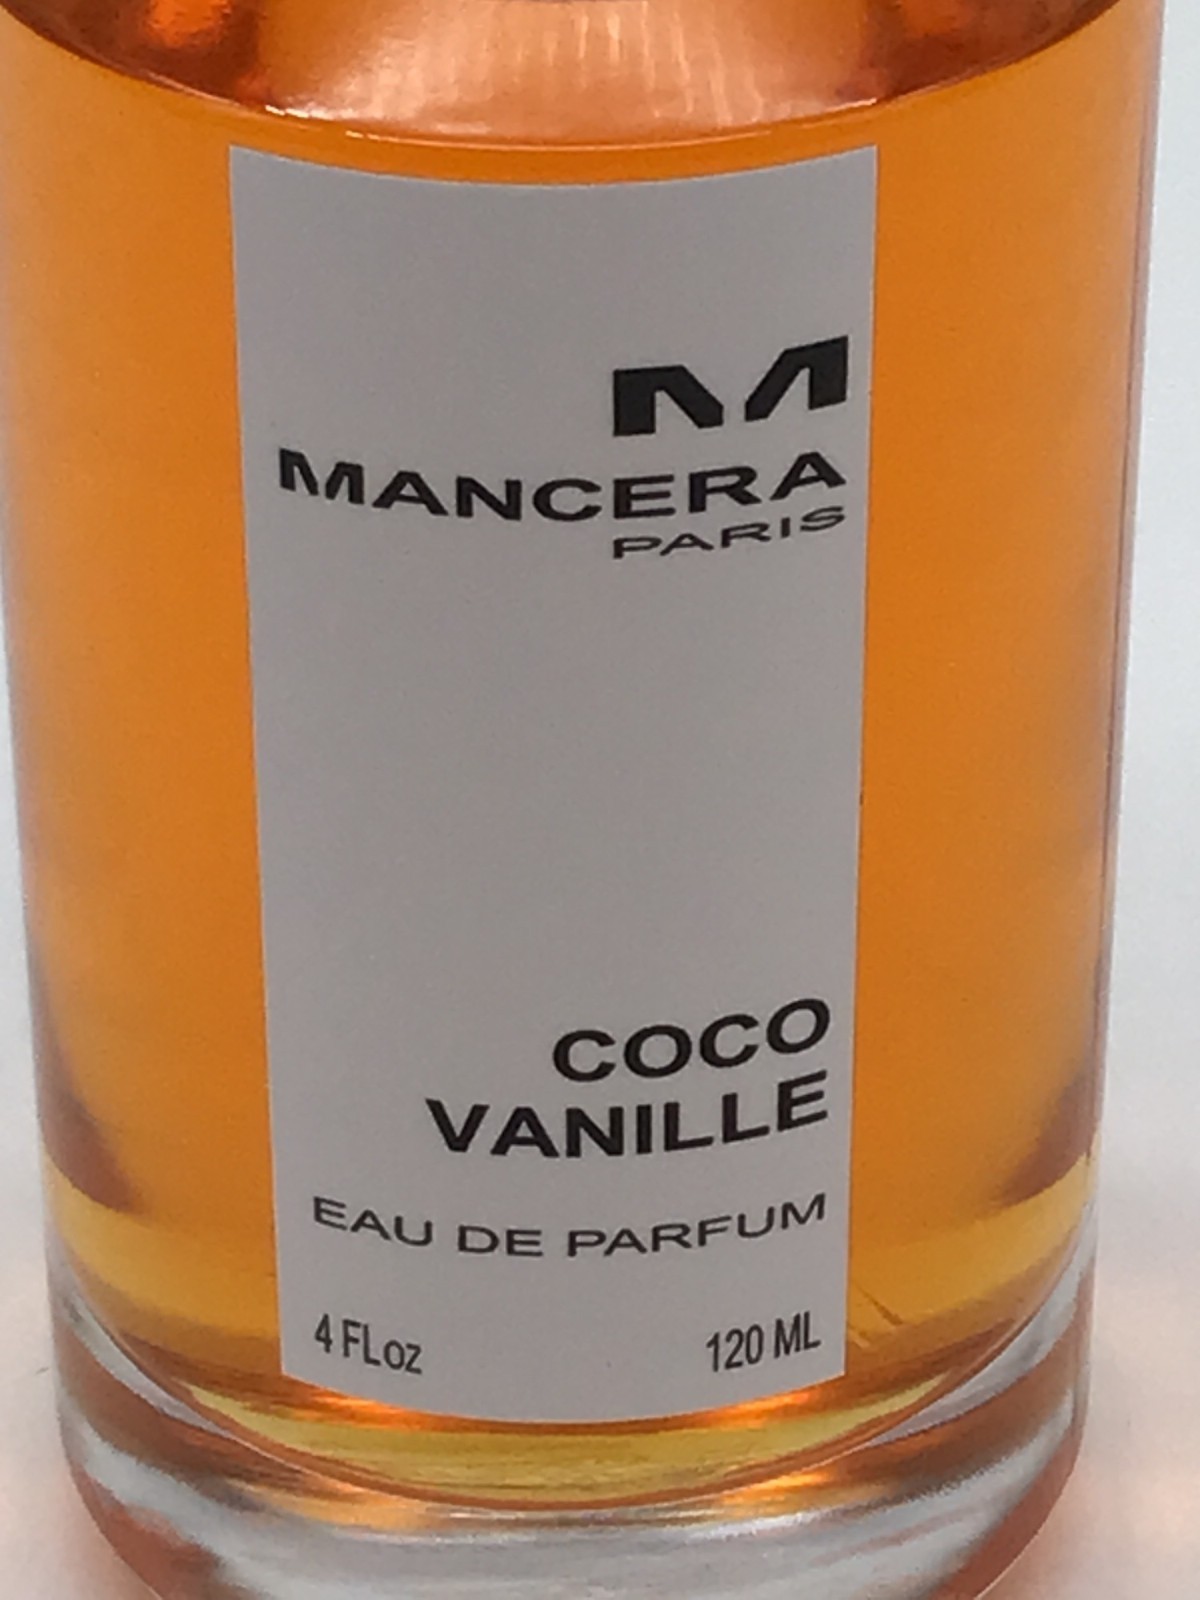 M
MANCERA
PARIS
COCO
VANILLE
EAU DE PARFUM
4 FLoz 120 ML